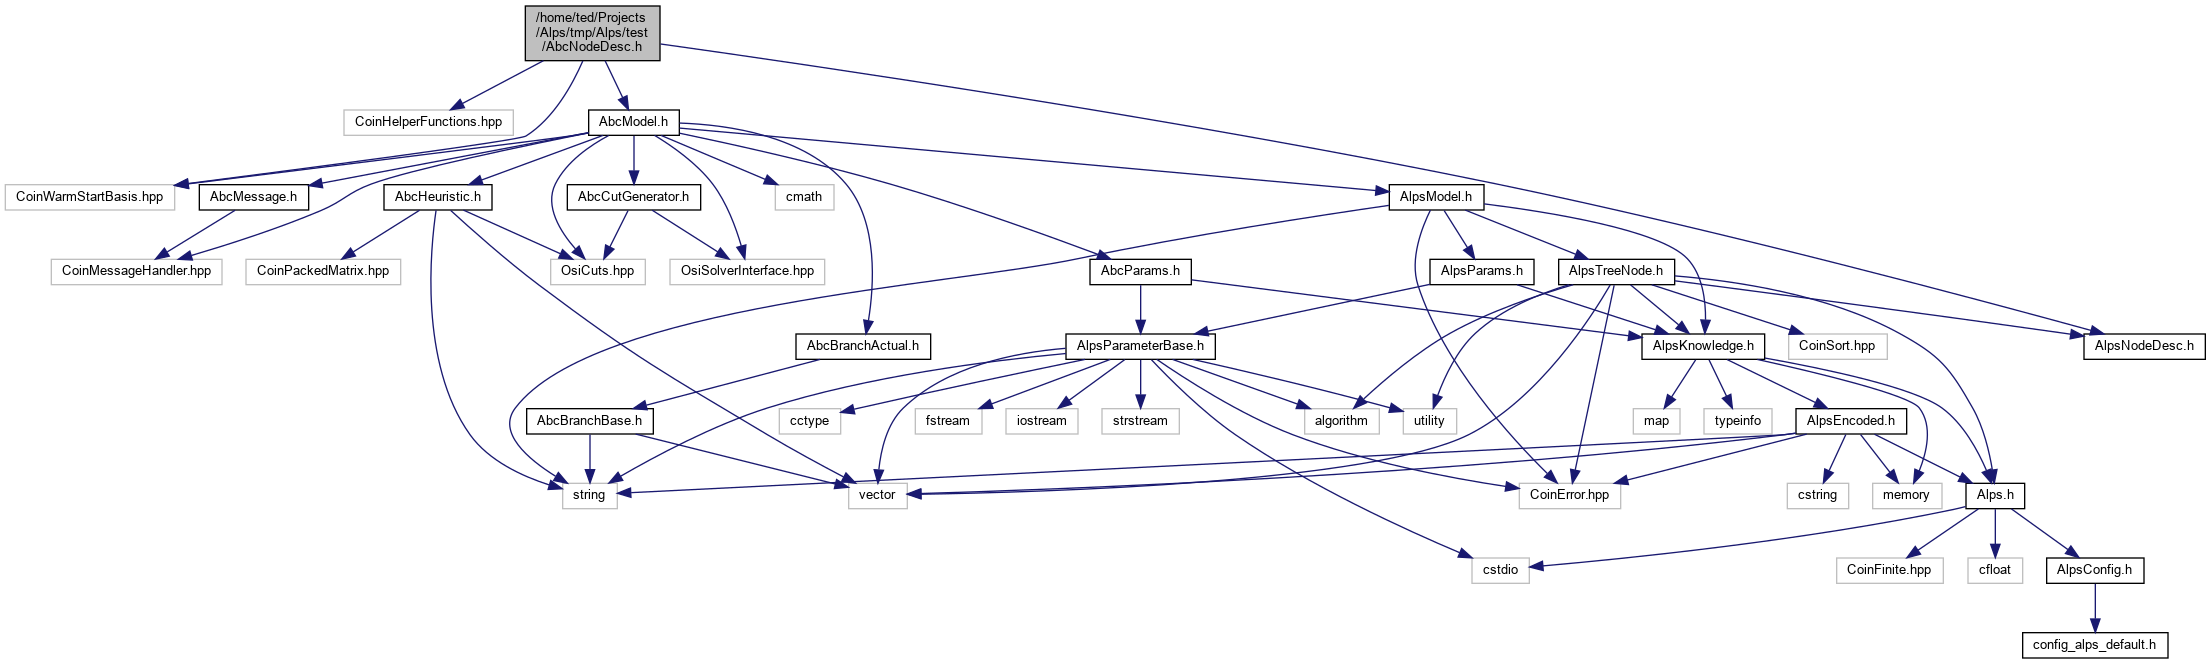 /home/ted/Projects
/Alps/tmp/Alps/test
/AbcNodeDesc.h
CoinHelperFunctions.hpp
AbcModel.h
CoinWarmStartBasis.hpp
AbcMessage.h
AbcHeuristic.h
AbcCutGenerator.h
cmath
AlpsModel.h
CoinMessageHandler.hpp
CoinPackedMatrix.hpp
OsiCuts.hpp
OsiSolverInterface.hpp
AbcParams.h
AlpsParams.h
AlpsTreeNode.h
AbcBranchActual.h
AlpsParameterBase.h
AlpsKnowledge.h
CoinSort.hpp
AlpsNodeDesc.h
AbcBranchBase.h
cctype
fstream
iostream
strstream
algorithm
utility
map
typeinfo
AlpsEncoded.h
string
vector
CoinError.hpp
cstring
memory
Alps.h
cstdio
CoinFinite.hpp
cfloat
AlpsConfig.h
config_alps_default.h